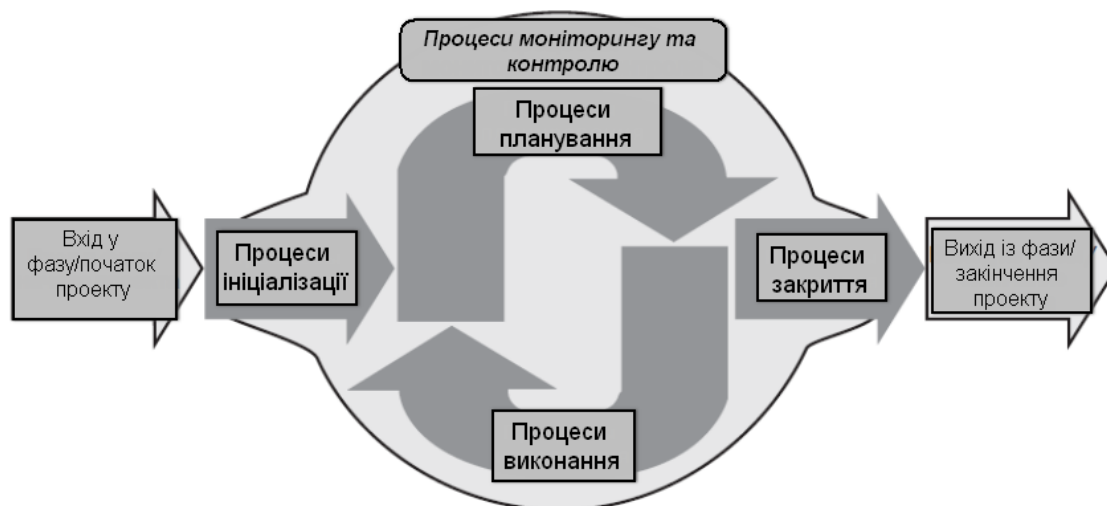 Процеси моніторингу та
контролю
Процеси
планування
Вхід у
фазу/початок
проекту
Процеси
ініціалізації
Процеси
закриття
Вихід із фази/
закінчення
проекту
Процеси
виконання